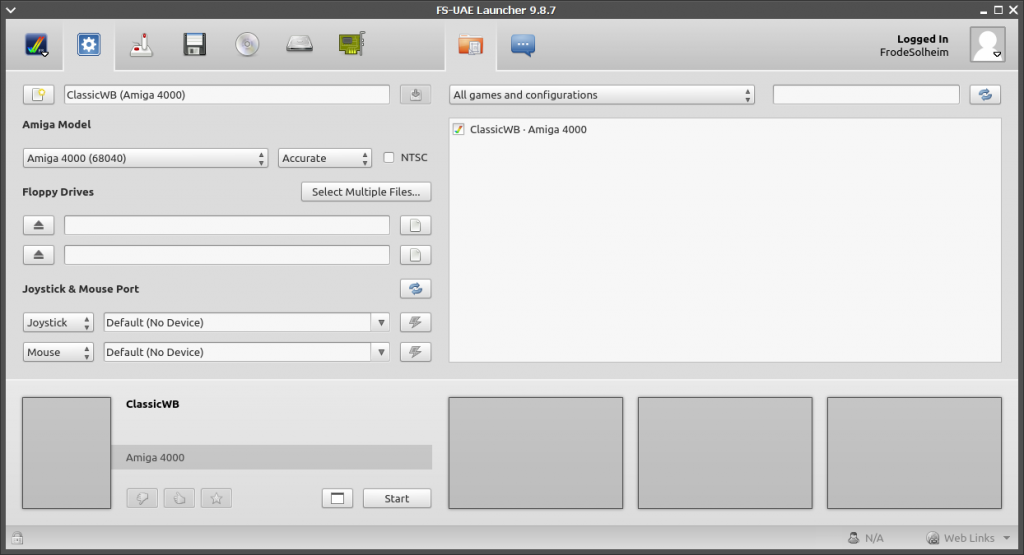 FS-UAE Launcher 9.8.7
Logged In
FrodeSolheim
ClassicWB (Amiga 4000)
All games and configurations
Amiga Model
ClassicWB - Amiga 4000
Amiga 4000 (68040)
Accurate
NTSC
Floppy Drives
Select Multiple Files...
Joystick & Mouse Port
Joystick
Default (No Device)
Mouse
Default (No Device)
ClassicWB
Amiga 4000
Start
N/A
Web Links